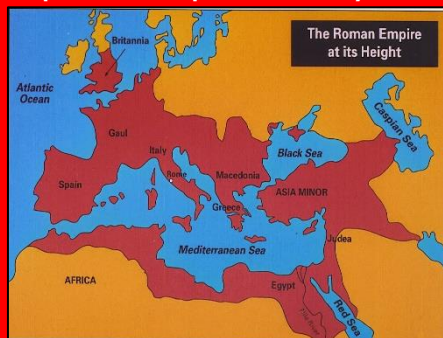 The Roman Empire
at its Height
Britannia
Atlantic
Ocean
Caspian Sea
Gaul
Italy
Black Sea
Rome
Macedonia
Spain
ASIA MINOR
Greece
Mediterranean Sea
Judea
AFRICA
Egypt
Red Sea